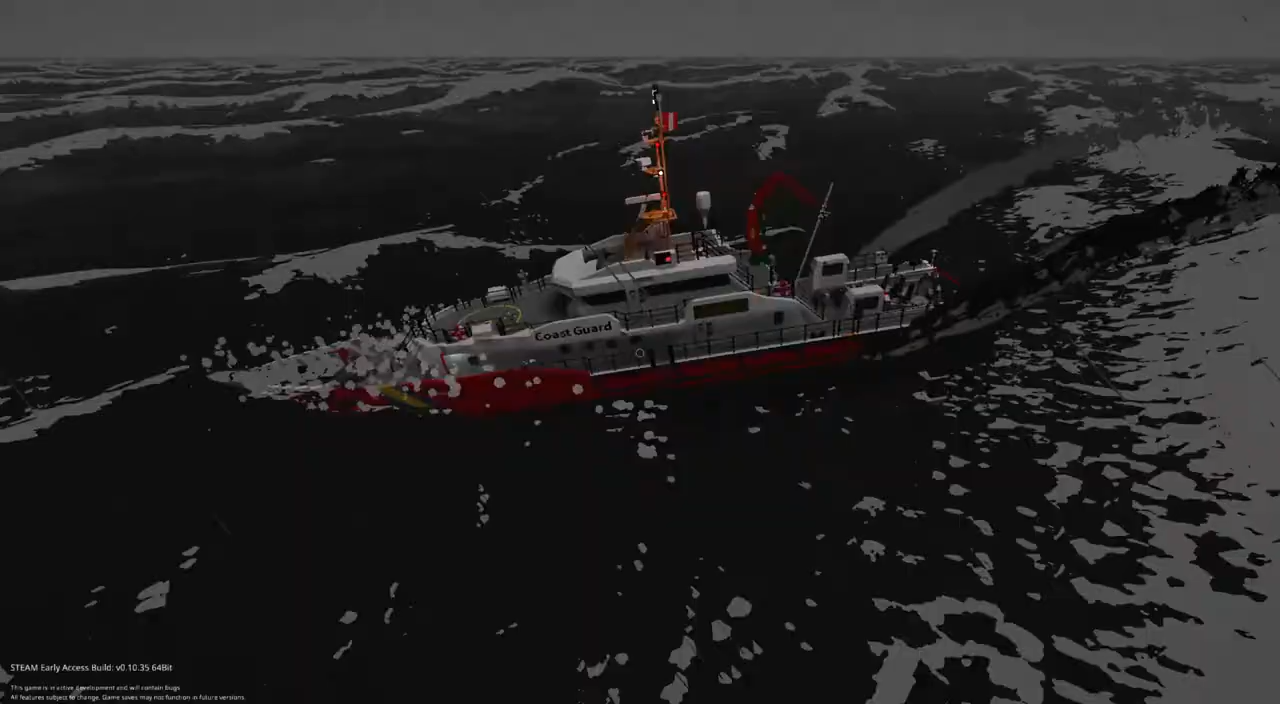 Coast Guard
STEAM Early Access Build: v0.10.35 64Bit
This game is in active development and will contain bugs
All features subject to change. Game saves may not function in future versions.